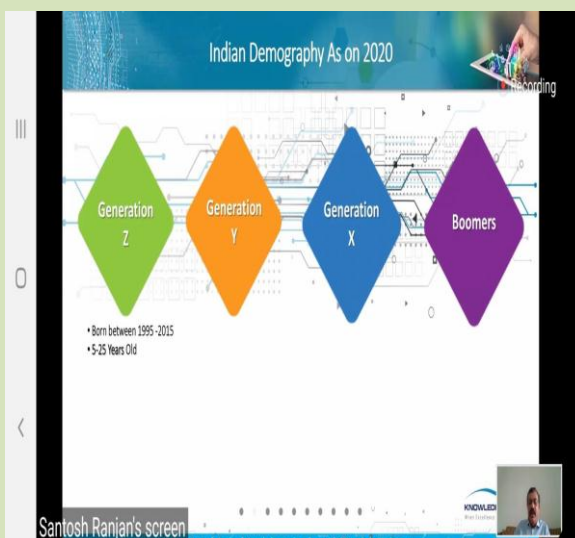 Indian Demography As on 2020
Recording
Generation
Z
Generation
Y
Generation
X
Boomers
• Born between 1995 -2015
• 5-25 Years Old
KNOWLED
Santosh Ranjan's screen